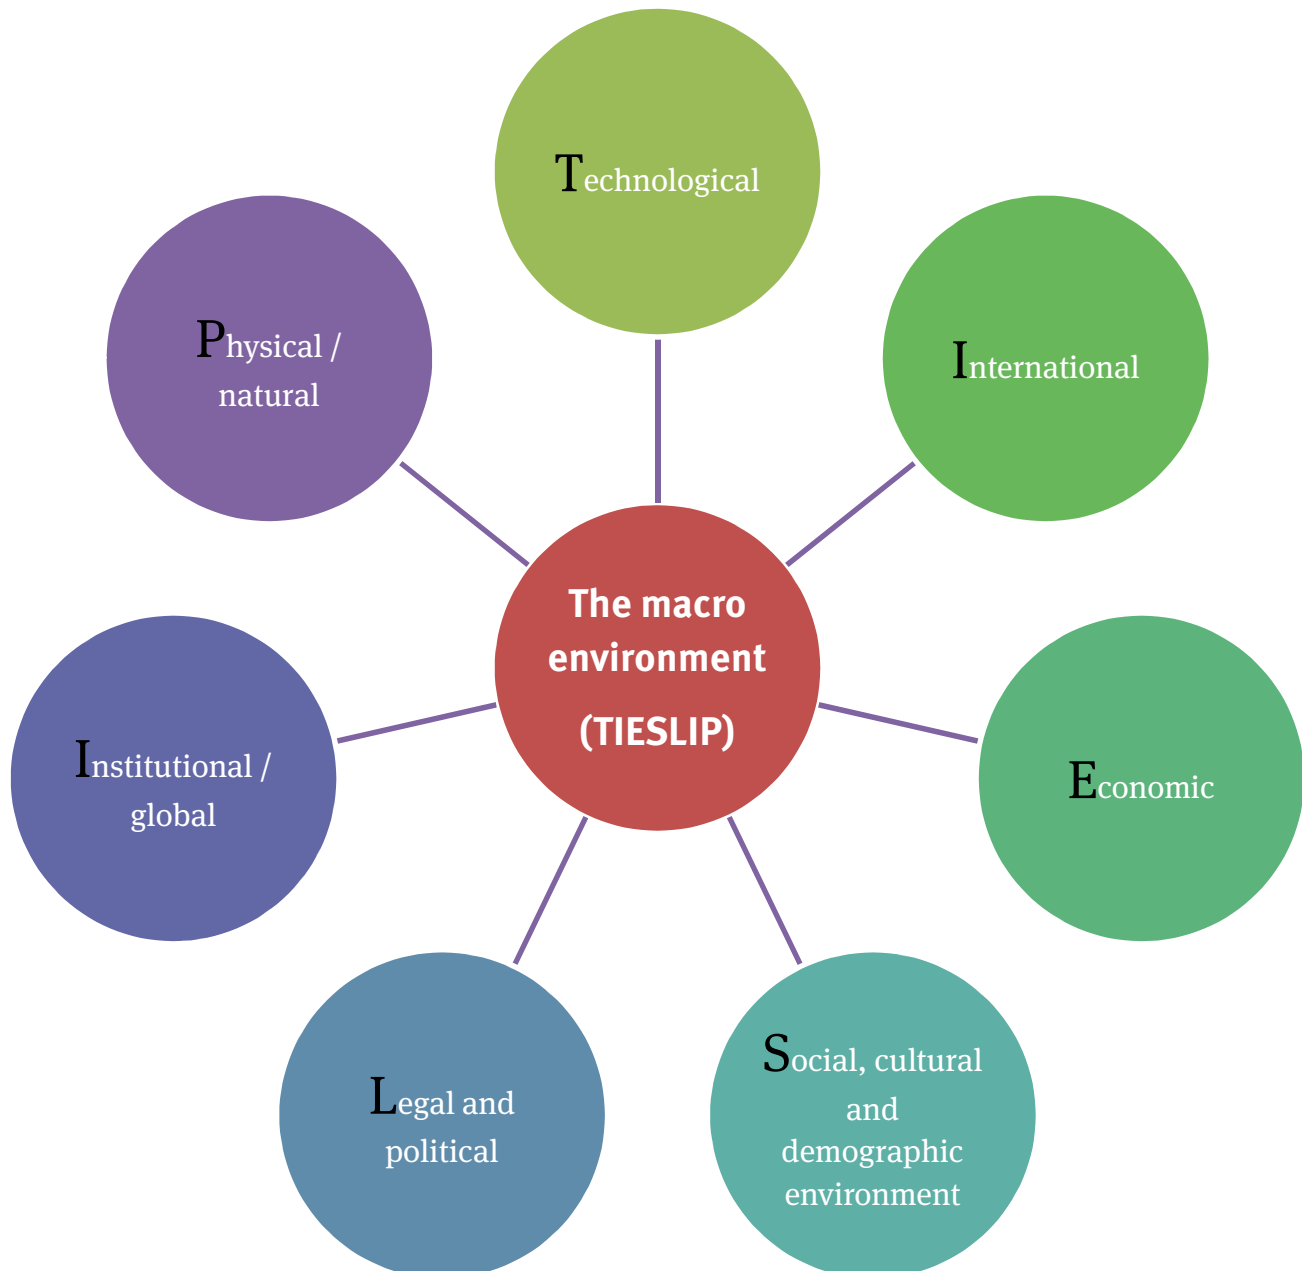 Technological
International
Economic
Social, cultural
and
demographic
environment
Legal and
political
Institutional /
global
Physical /
natural
The macro
environment
(TIESLIP)